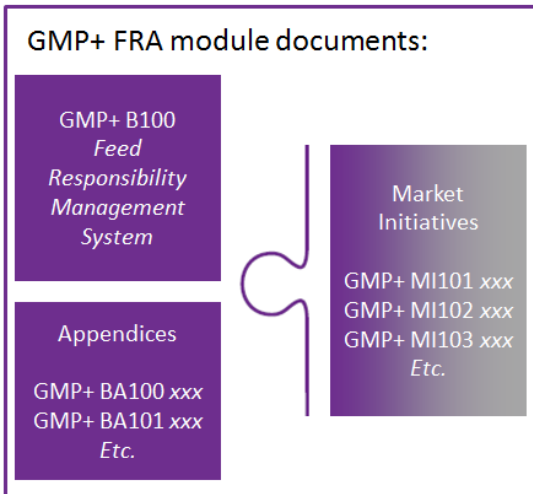 GMP+ FRA module documents:
GMP+ B100
Feed
Responsibility
Management
System
Appendices
GMP+ BA100 xxx
GMP+ BA101 xxx
Etc.
Market
Initiatives
GMP+ MI101 xxx
GMP+ MI102 xxx
GMP+ MI103 xxx
Etc.